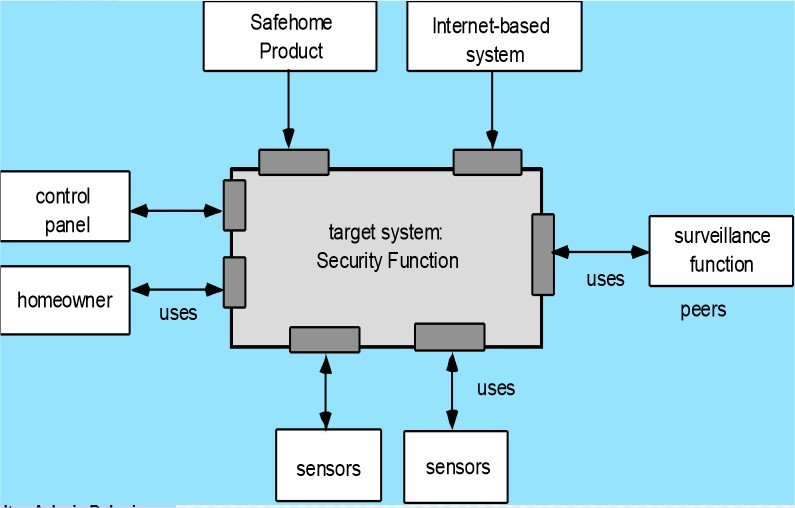 Safehome
Product
Internet-based
system
control
panel
target system:
Security Function
surveillance
function
uses
homeowner
uses
peers
uses
sensors
sensors